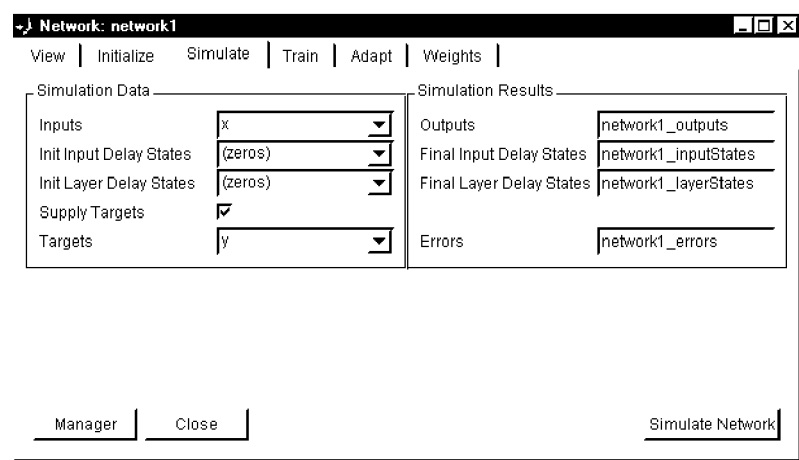 Network: network1
View Initialize Simulate Train Adapt Weights
Simulation Data Simulation Results
Inputs x Outputs network1_outputs
Init Input Delay States (zeros) Final Input Delay States network1_inputStates
Init Layer Delay States (zeros) Final Layer Delay States network1_layerStates
Supply Targets
Targets y Errors network1_errors
Manager Close Simulate Network